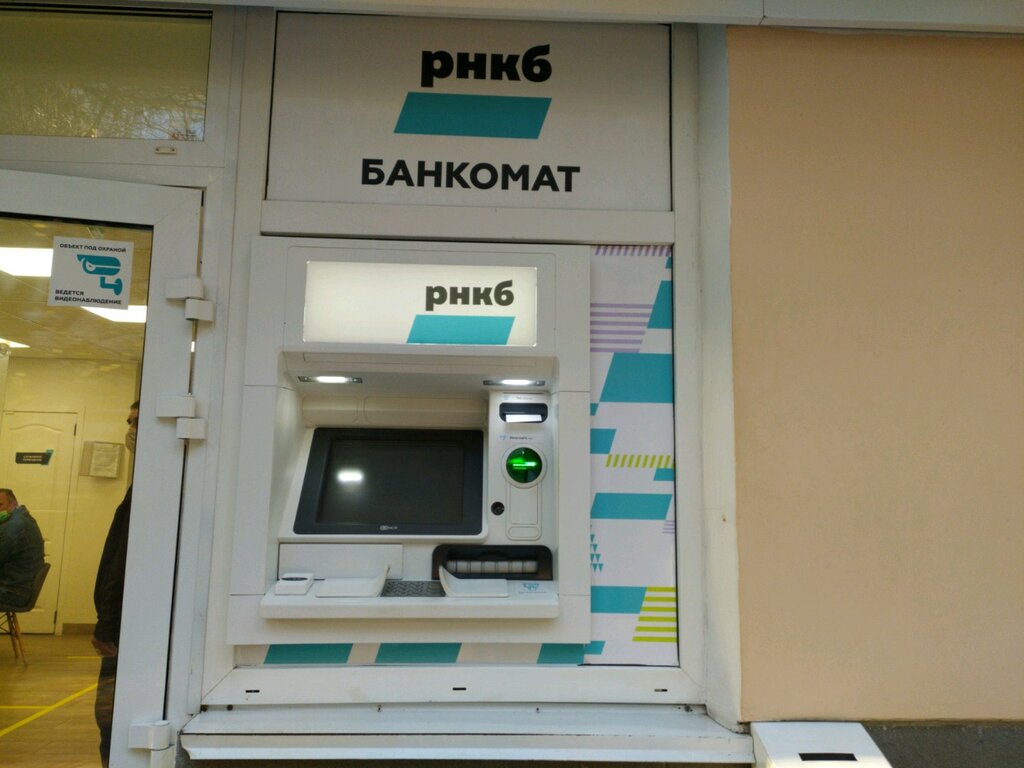 рнкб
БАНКОМАТ
ОБЪЕКТ ПОД ОХРАНОЙ
ВЕДЕТСЯ
ВИДЕОНАБЛЮДЕНИЕ
рнкб